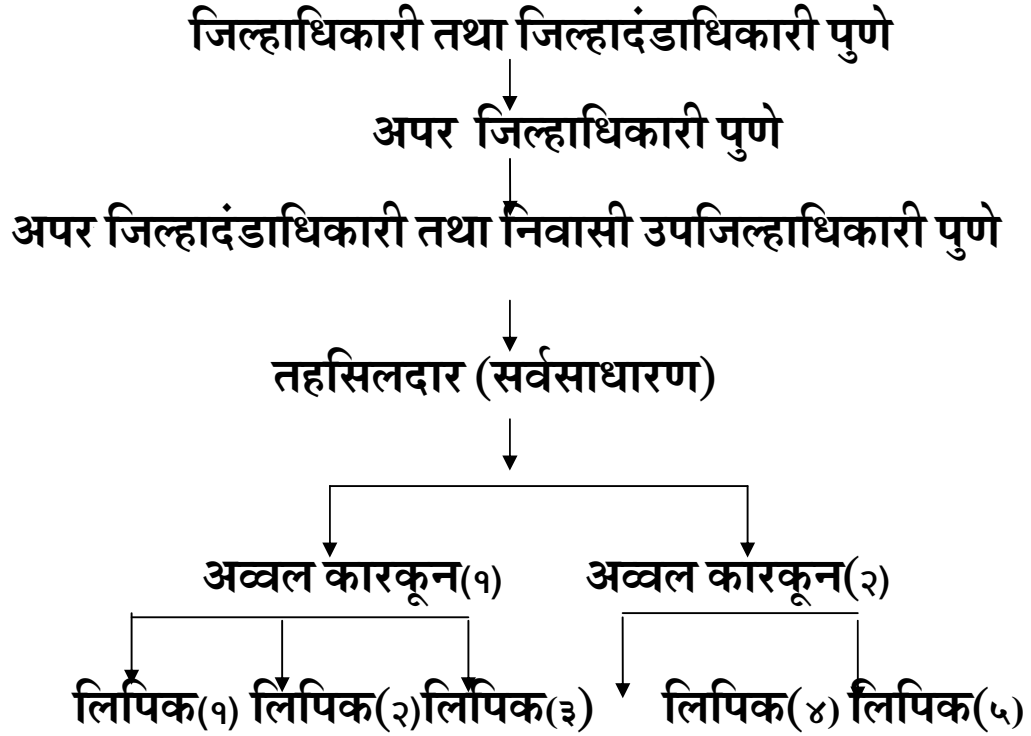 जिल्हाधिकारी तथा जिल्हादंडाधिकारी पुणे
अपर जिल्हाधिकारी पुणे
अपर जिल्हादंडाधिकारी तथा निवासी उपजिल्हाधिकारी पुणे
तहसिलदार (सर्वसाधारण)
अव्वल कारकून(१) अव्वल कारकून(२)
लिपिक(१) लिपिक(२)लिपिक(३) लिपिक(४) लिपिक(५)